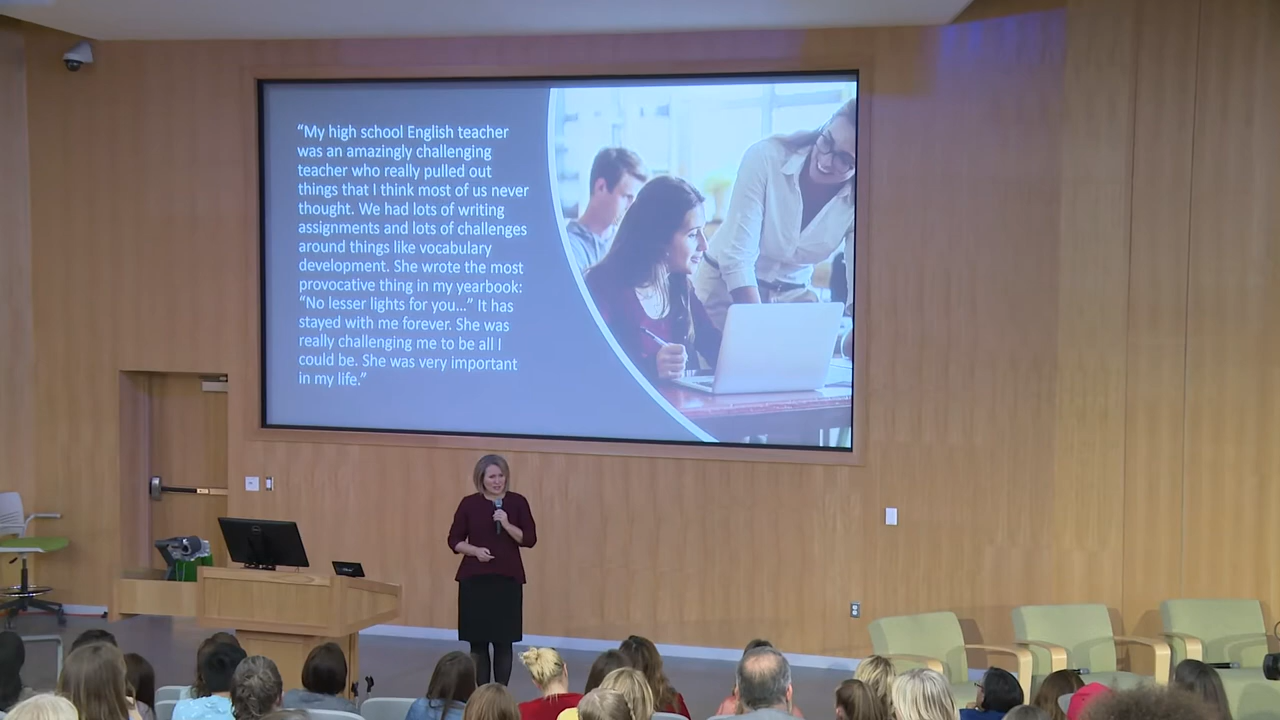 “My high school English teacher
was an amazingly challenging
teacher who really pulled out
things that I think most of us never
thought. We had lots of writing
assignments and lots of challenges
around things like vocabulary
development. She wrote the most
provocative thing in my yearbook:
“No lesser lights for you...” It has
stayed with me forever. She was
really challenging me to be all I
could be. She was very important
in my life.”